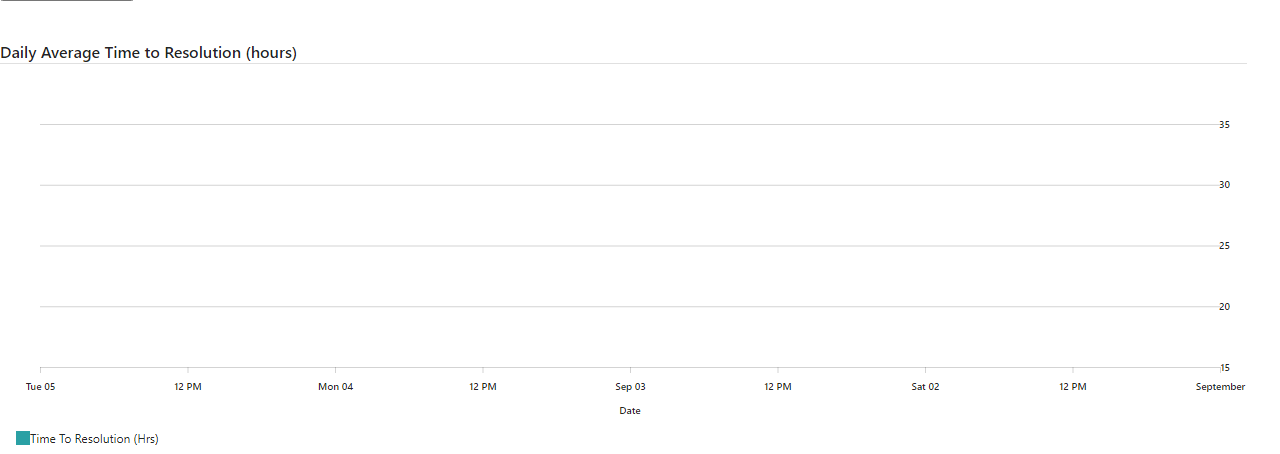 Daily Average Time to Resolution (hours)
35
30
25
20
15
Tue 05 12 PM Mon 04 12 PM Sep 03 12 PM Sat 02 12 PM September
Date
Time To Resolution (Hrs)